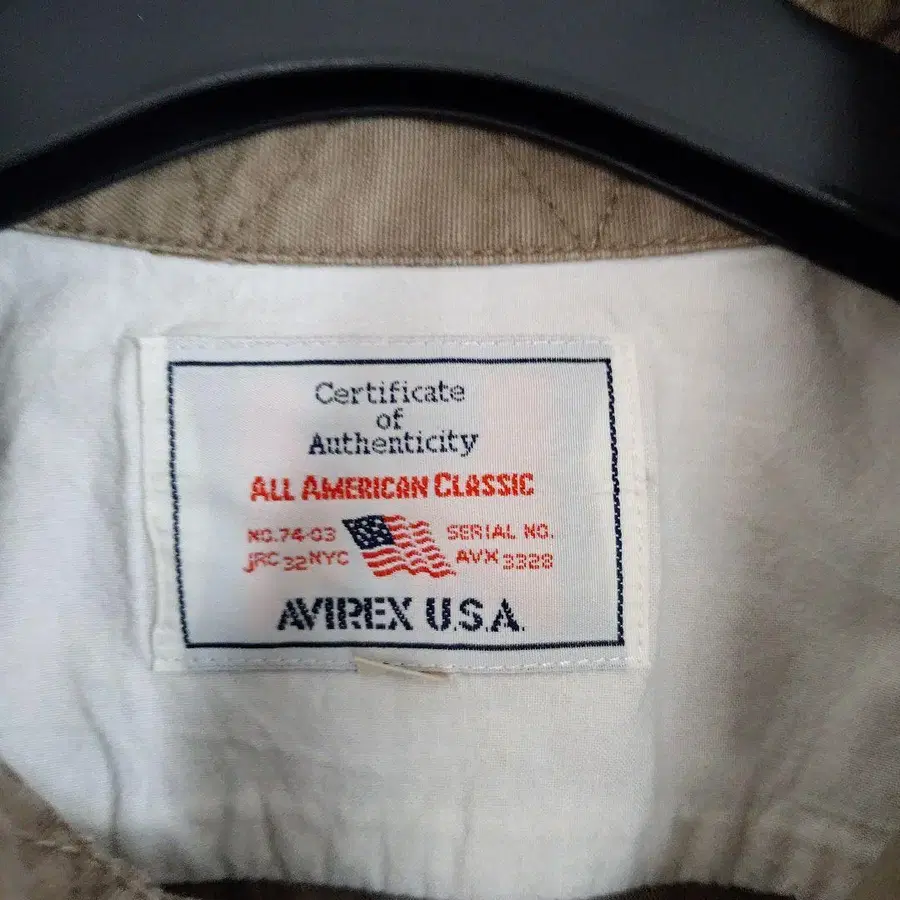 Certificate
of
Authenticity
ALL AMERICAN CLASSIC
NO.74-03 SERIAL NO.
JRC 32 NYC AVX 3328
AVIREX U.S.A.